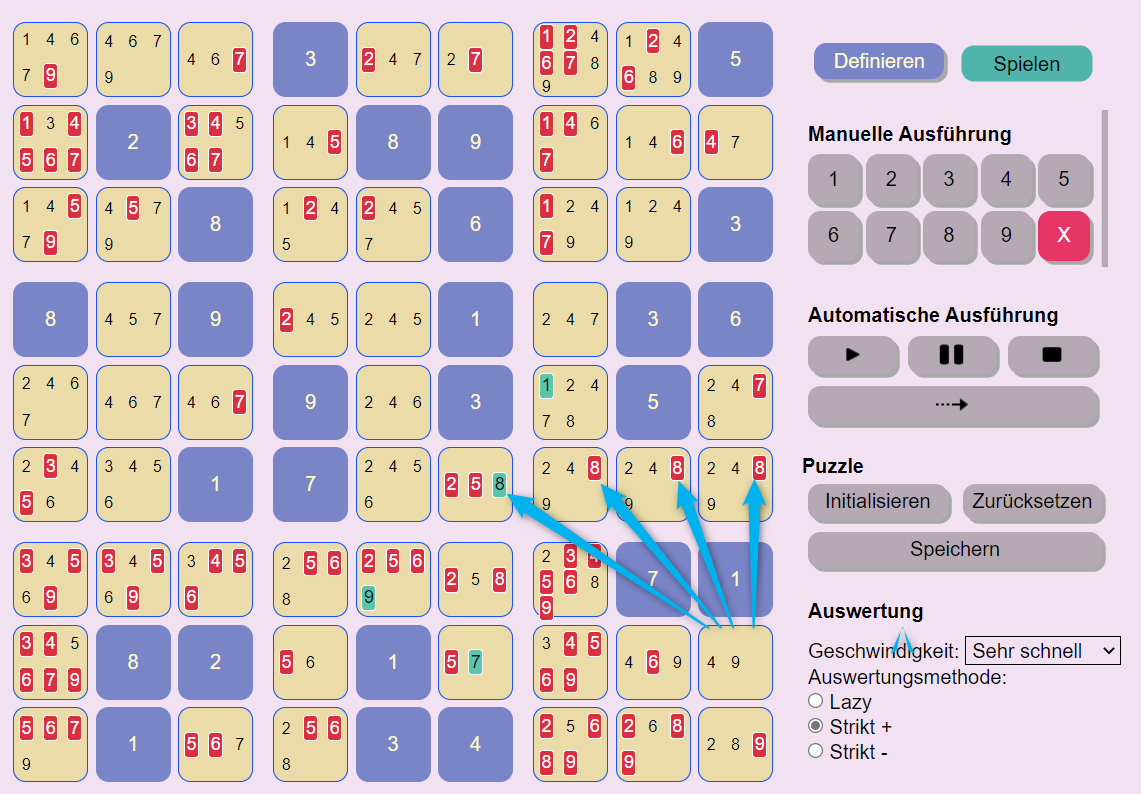 1 4 6 7 9 4 6 7 9 4 6 7 3 2 4 7 2 7 1 2 4 6 7 8 9 1 2 4 6 8 9 5
1 3 4 5 6 7 2 3 4 5 6 7 1 4 5 8 9 1 4 6 7 1 4 6 4 7
1 4 5 7 9 4 5 7 9 8 1 2 4 5 2 4 5 7 6 1 2 4 7 9 1 2 4 9 3
8 4 5 7 9 2 4 5 2 4 5 1 2 4 7 3 6
2 4 6 7 4 6 7 4 6 7 9 2 4 6 3 1 2 4 7 8 5 2 4 7 8
2 3 4 5 6 3 4 5 6 1 7 2 4 5 6 2 5 8 2 4 8 9 2 4 8 9 2 4 8 9
3 4 5 6 9 3 4 5 6 9 3 4 5 6 2 5 6 8 2 5 6 9 2 5 8 2 3 4 5 6 8 9 7 1
3 4 5 6 7 9 8 2 5 6 1 5 7 3 4 5 6 9 4 6 9 4 9
5 6 7 9 1 5 6 7 2 5 6 8 3 4 2 5 6 8 9 2 6 8 9 2 8 9
Definieren Spielen
Manuelle Ausführung
1 2 3 4 5
6 7 8 9 X
Automatische Ausführung
Puzzle
Initialisieren Zurücksetzen
Speichern
Auswertung
Geschwindigkeit: Sehr schnell
Auswertungsmethode:
Lazy
Strikt +
Strikt -